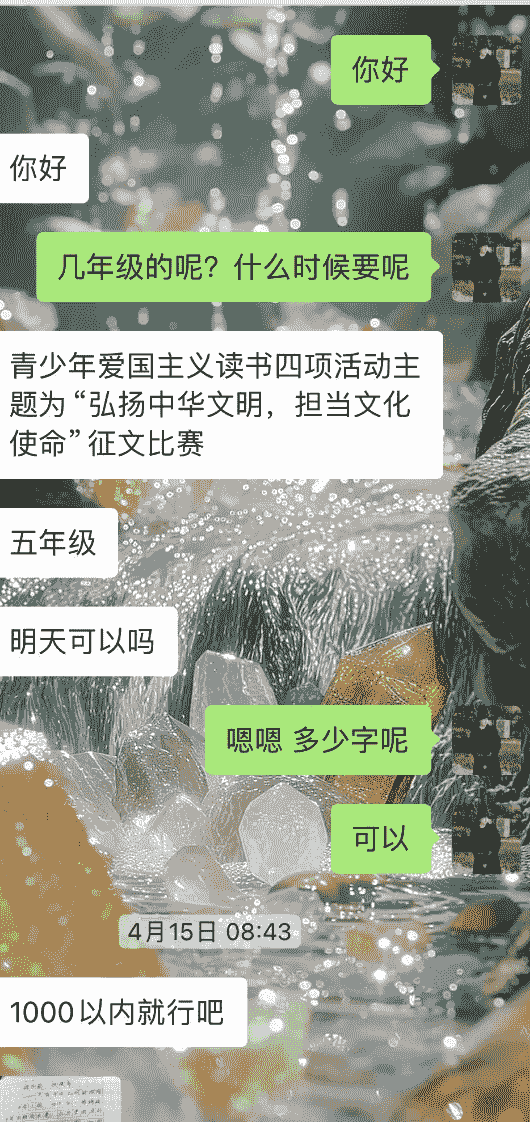 你好
你好
几年级的呢？什么时候要呢
青少年爱国主义读书四项活动主
题为“弘扬中华文明，担当文化
使命”征文比赛
五年级
明天可以吗
嗯嗯 多少字呢
可以
4月15日 08:43
1000以内就行吧